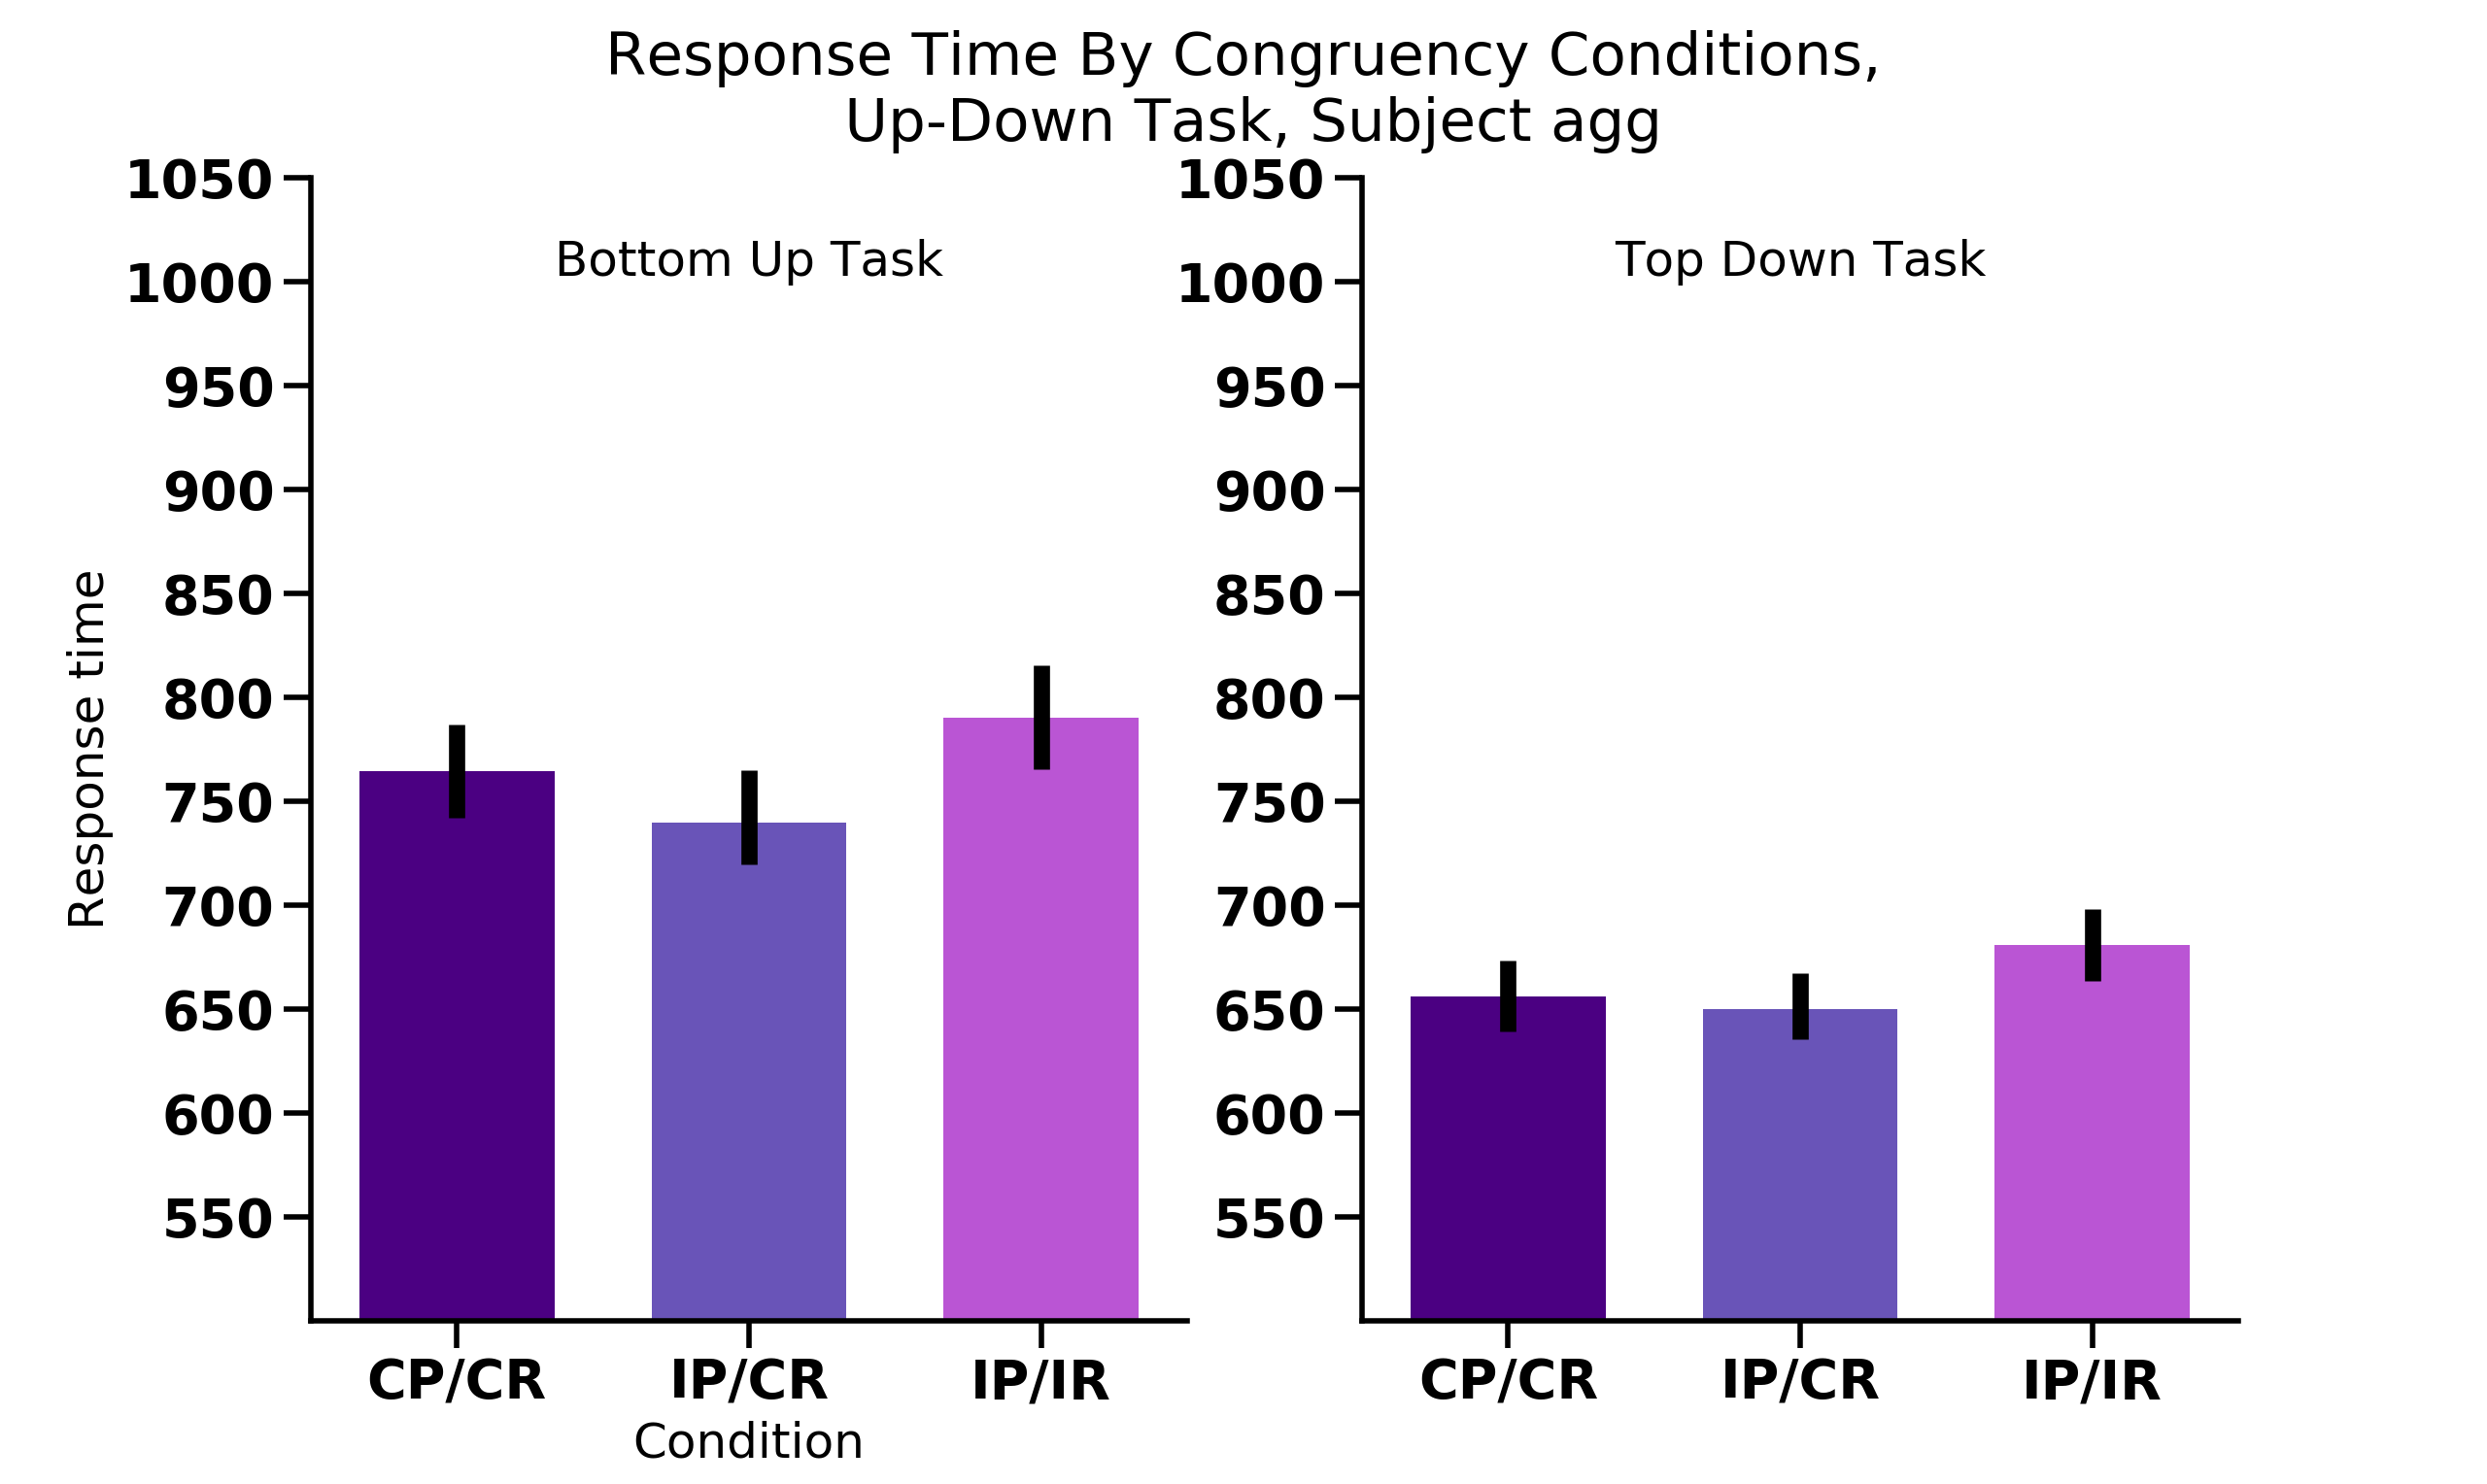 Response Time By Congruency Conditions,
Up-Down Task, Subject agg
Response time
1050
1000
950
900
850
800
750
700
650
600
550
Bottom Up Task
CP/CR IP/CR IP/IR
Condition
1050
1000
950
900
850
800
750
700
650
600
550
Top Down Task
CP/CR IP/CR IP/IR